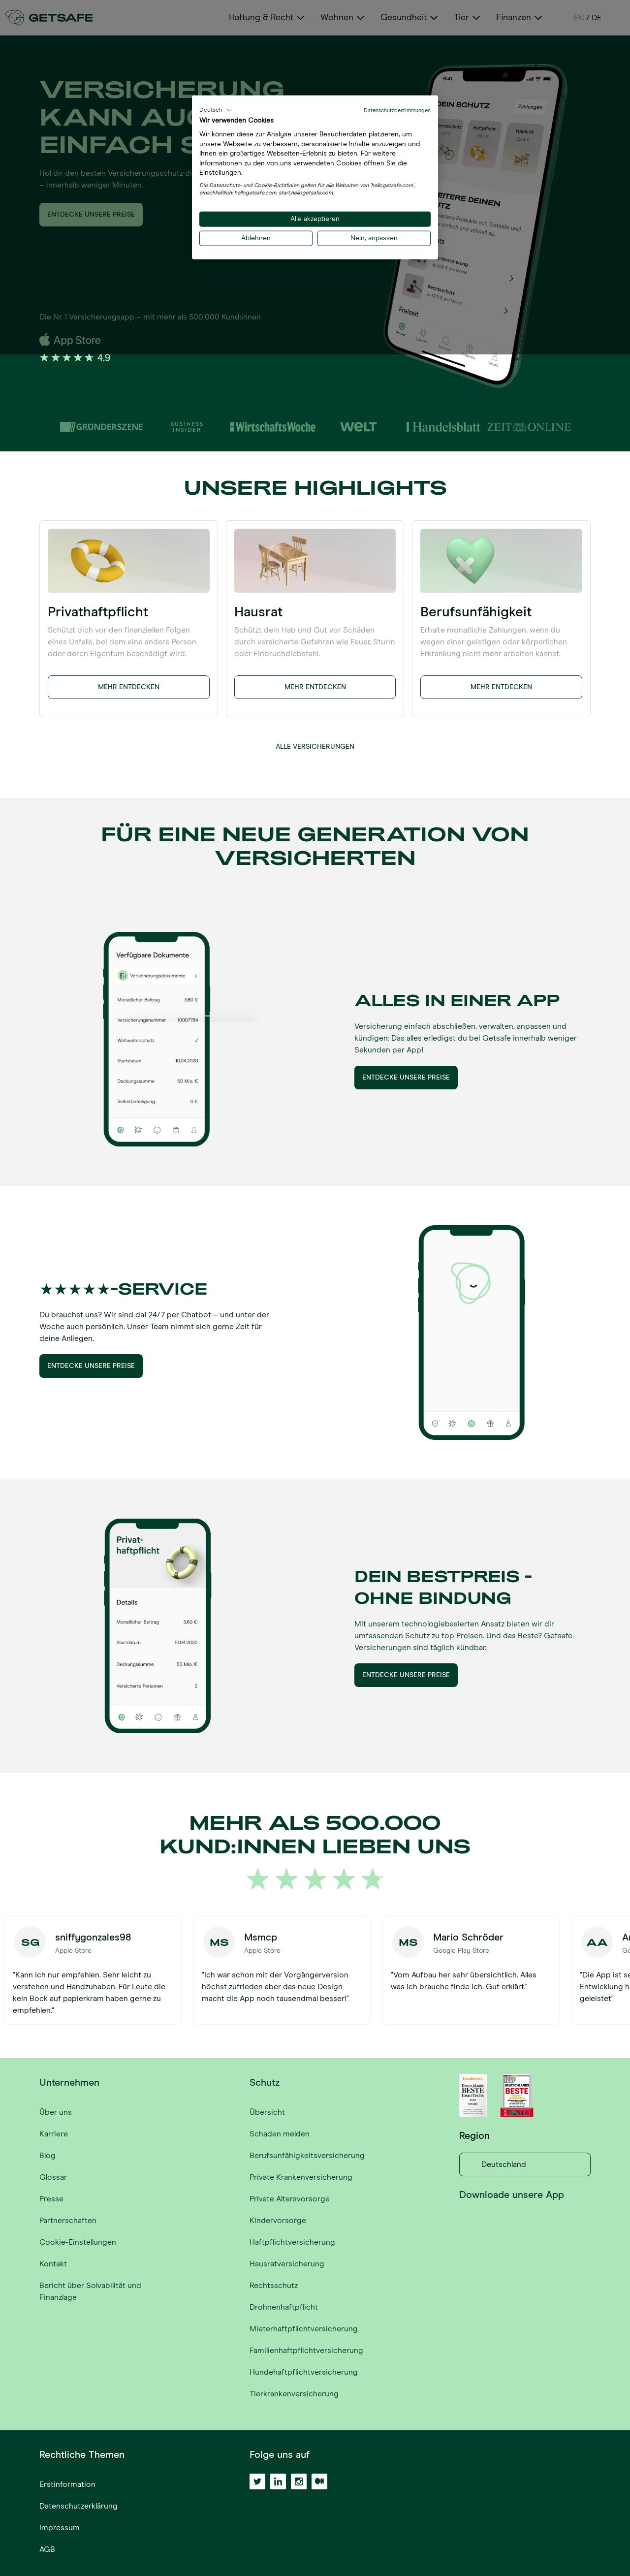 GETSAFE
Haftung & Recht
Wohnen
Gesundheit
Tier
Finanzen
EN / DE
VERSICHERUNG
KANN AUC
EINFACH S
Hol dir den besten Versicherungsschutz di
– innerhalb weniger Minuten.
ENTDECKE UNSERE PREISE
Die Nr. 1 Versicherungsapp – mit mehr als 500.000 Kund:innen
App Store
4.9
9:41
Zahlungen
Freizeit
Deutsch
Datenschutzbestimmungen
Wir verwenden Cookies
Wir können diese zur Analyse unserer Besucherdaten platzieren, um
unsere Webseite zu verbessern, personalisierte Inhalte anzuzeigen und
Ihnen ein großartiges Webseiten-Erlebnis zu bieten. Für weitere
Informationen zu den von uns verwendeten Cookies öffnen Sie die
Einstellungen.
Die Datenschutz- und Cookie-Richtlinien gelten für alle Webeiten von 'hellogetsafe.com',
einschließlich: hellogetsafe.com, start.hellogetsafe.com.
Alle akzeptieren
Ablehnen
Nein, anpassen
GRÜNDERSZENE
BUSINESS
INSIDER
WirtschaftsWoche
WELT
Handelsblatt
ZEIT ONLINE
UNSERE HIGHLIGHTS
Privathaftpflicht
Schützt dich vor den finanziellen Folgen
eines Unfalls, bei dem eine andere Person
oder deren Eigentum beschädigt wird.
MEHR ENTDECKEN
Hausrat
Schützt dein Hab und Gut vor Schäden
durch versicherte Gefahren wie Feuer, Sturm
oder Einbruchdiebstahl.
MEHR ENTDECKEN
Berufsunfähigkeit
Erhalte monatliche Zahlungen, wenn du
wegen einer geistigen oder körperlichen
Erkrankung nicht mehr arbeiten kannst.
MEHR ENTDECKEN
ALLE VERSICHERUNGEN
FÜR EINE NEUE GENERATION VON
VERSICHERTEN
Verfügbare Dokumente
Versicherungsdokumente
Monatlicher Beitrag 3,60 €
Versicherungsnummer 10007784
Weltweiterschutz
Startdatum 10.04.2020
Deckungssumme 50 Mio. €
Selbstbeteiligung 0 €
ALLES IN EINER APP
Versicherung einfach abschließen, verwalten, anpassen und
kündigen: Das alles erledigst du bei Getsafe innerhalb weniger
Sekunden per App!
ENTDECKE UNSERE PREISE
★★★★★-SERVICE
Du brauchst uns? Wir sind da! 24/7 per Chatbot – und unter der
Woche auch persönlich. Unser Team nimmt sich gerne Zeit für
deine Anliegen.
ENTDECKE UNSERE PREISE
Privat-
haftpflicht
Details
Monatlicher Beitrag 3,60 €
Startdatum 10.04.2020
Deckungssumme 50 Mio. €
Versicherte Personen 2
DEIN BESTPREIS -
OHNE BINDUNG
Mit unserem technologiebasierten Ansatz bieten wir dir
umfassenden Schutz zu top Preisen. Und das Beste? Getsafe-
Versicherungen sind täglich kündbar.
ENTDECKE UNSERE PREISE
MEHR ALS 500.000
KUND:INNEN LIEBEN UNS
SG
sniffygonzales98
Apple Store
"Kann ich nur empfehlen. Sehr leicht zu
verstehen und Handzuhaben. Für Leute die
kein Bock auf papierkram haben gerne zu
empfehlen."
MS
Msmcp
Apple Store
"Ich war schon mit der Vorgängerversion
höchst zufrieden aber das neue Design
macht die App noch tausendmal besser!"
MS
Mario Schröder
Google Play Store
"Vom Aufbau her sehr übersichtlich. Alles
was ich brauche finde ich. Gut erklärt."
AA
"Die App ist se
Entwicklung h
geleistet"
Unternehmen
Über uns
Karriere
Blog
Glossar
Presse
Partnerschaften
Cookie-Einstellungen
Kontakt
Bericht über Solvabilität und
Finanzlage
Schutz
Übersicht
Schaden melden
Berufsunfähigkeitsversicherung
Private Krankenversicherung
Private Altersvorsorge
Kindervorsorge
Haftpflichtversicherung
Hausratversicherung
Rechtsschutz
Drohnenhaftpflicht
Mieterhaftpflichtversicherung
Familienhaftpflichtversicherung
Hundehaftpflichtversicherung
Tierkrankenversicherung
BESTE
BESTE
Region
Deutschland
Downloade unsere App
Rechtliche Themen
Erstinformation
Datenschutzerklärung
Impressum
AGB
Folge uns auf